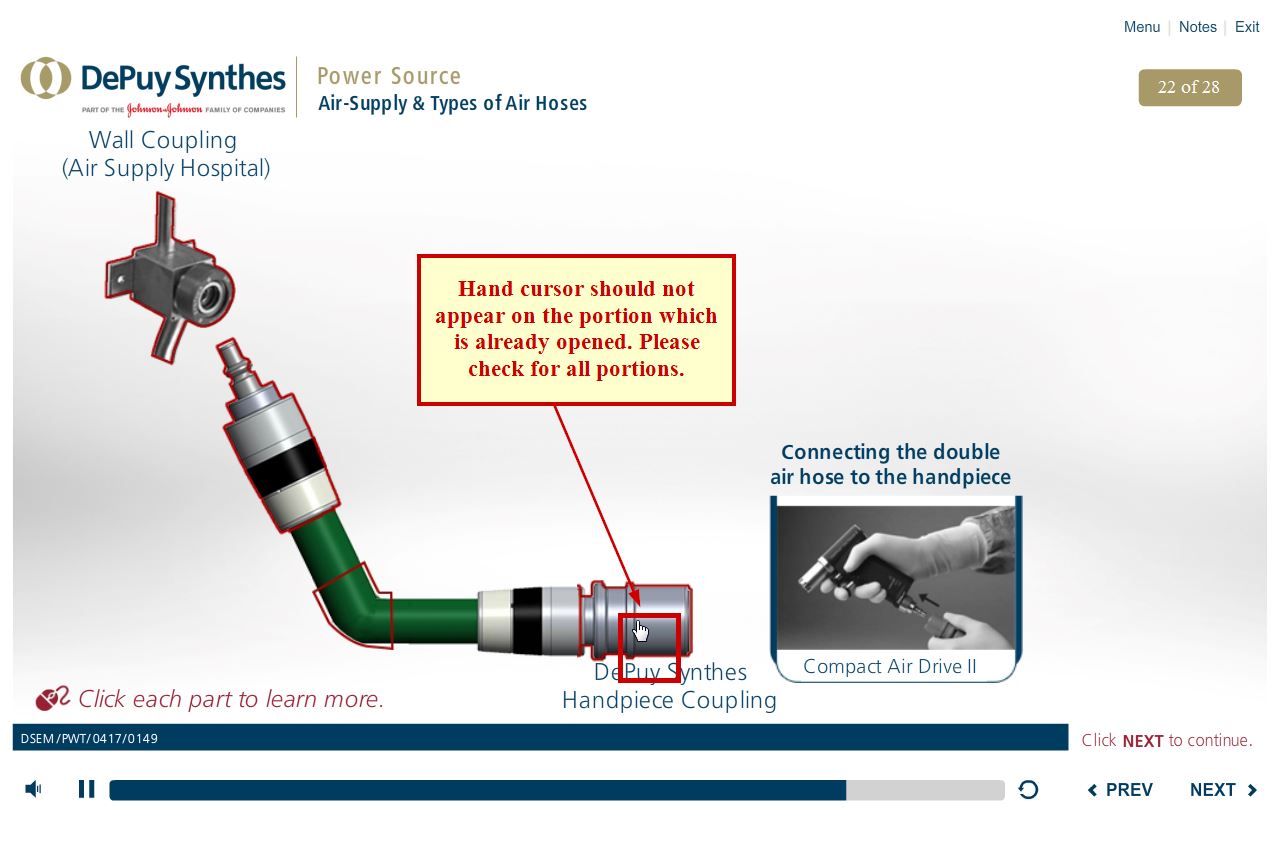 Menu | Notes | Exit
DePuy Synthes
PART OF THE Johnson & Johnson FAMILY OF COMPANIES
Power Source
Air-Supply & Types of Air Hoses
22 of 28
Wall Coupling
(Air Supply Hospital)
Hand cursor should not
appear on the portion which
is already opened. Please
check for all portions.
Connecting the double
air hose to the handpiece
Compact Air Drive II
DePuy Synthes
Handpiece Coupling
Click each part to learn more.
DSEM/PWT/0417/0149
Click NEXT to continue.
PREV
NEXT